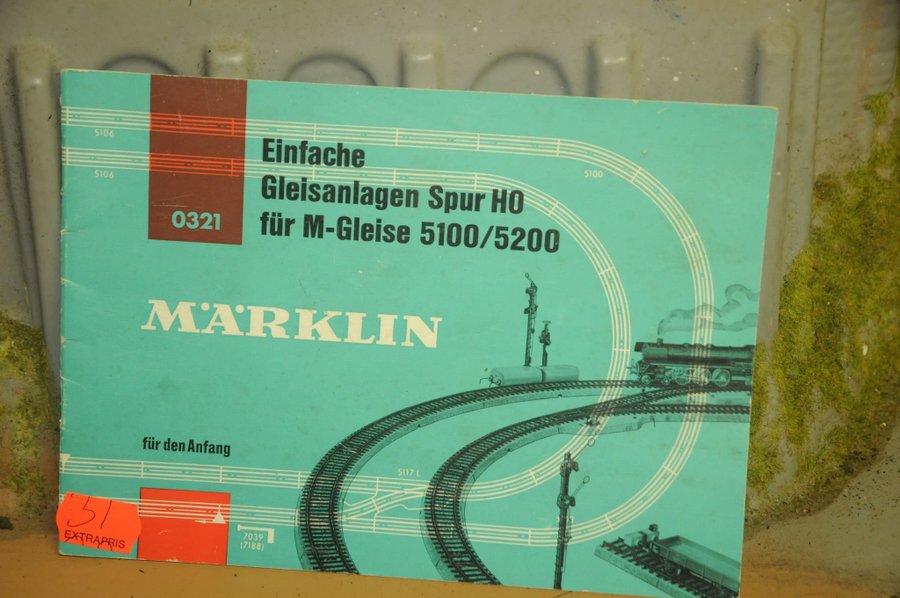 5106
5106
5100
Einfache
Gleisanlagen Spur HO
für M-Gleise 5100/5200
0321
MÄRKLIN
für den Anfang
5117 L
7039
(7188)
51
EXTRAPRIS